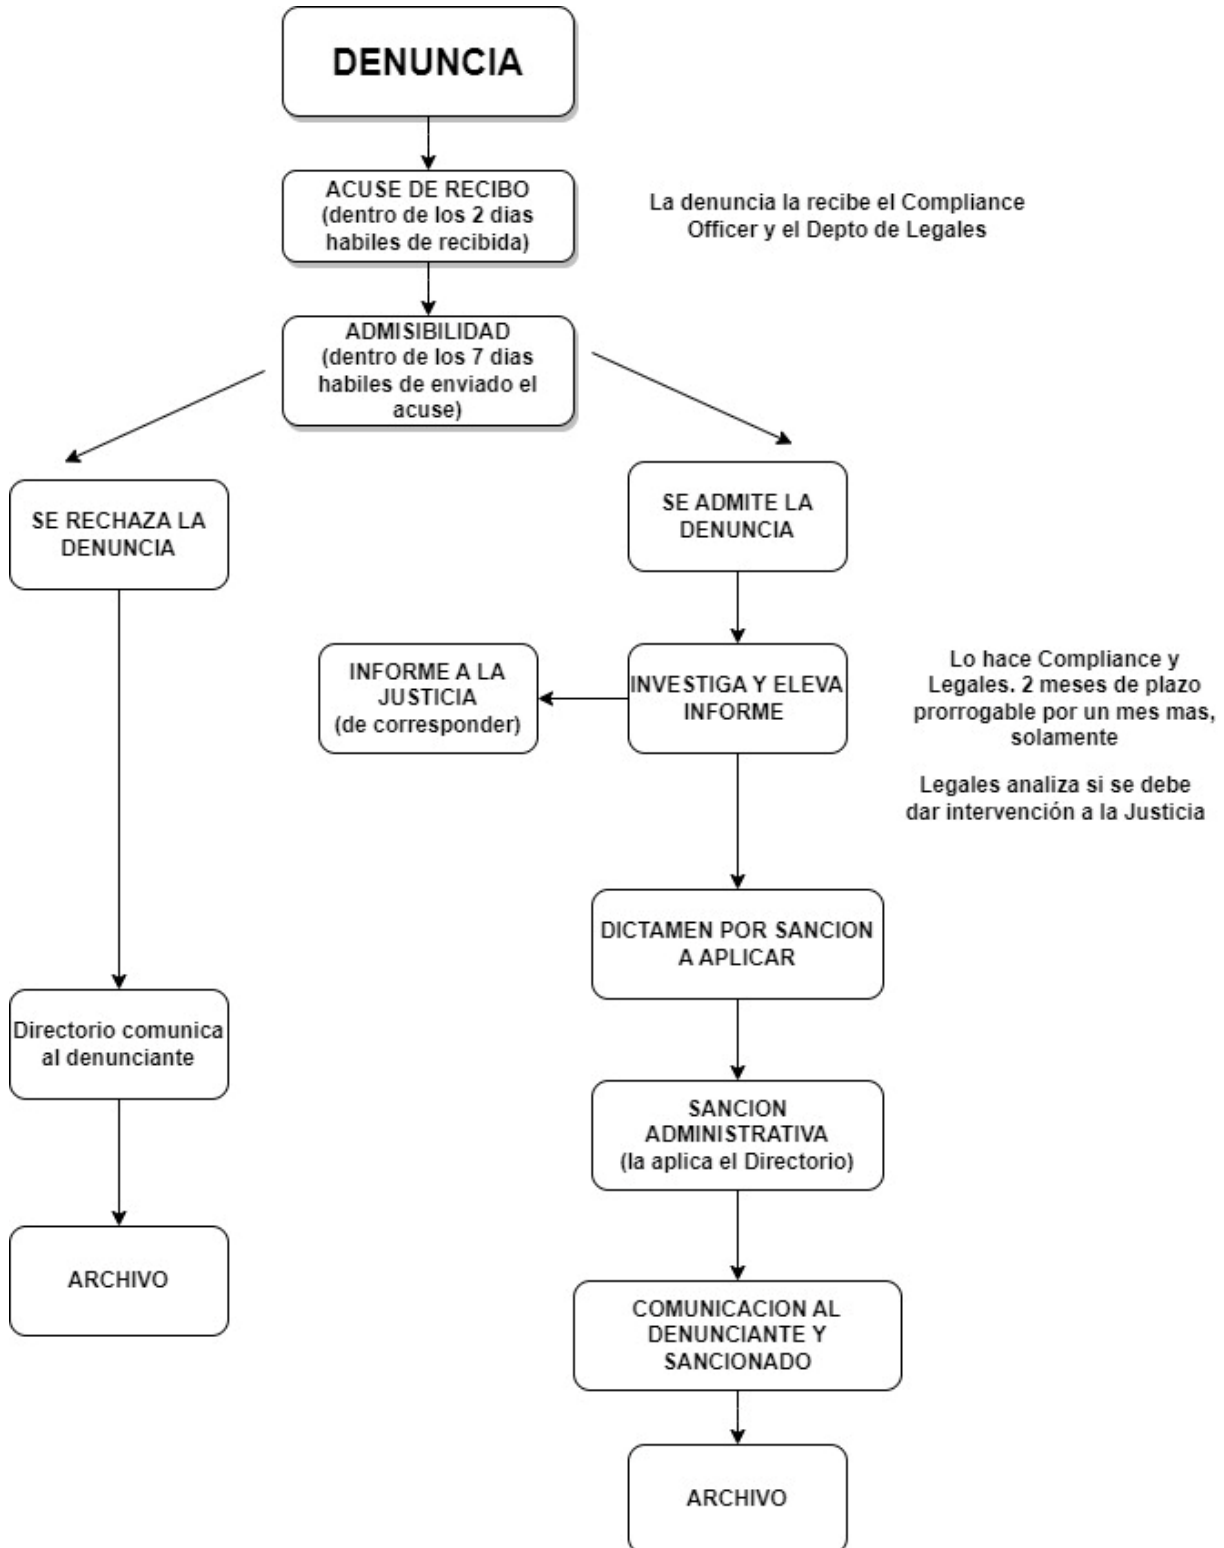 DENUNCIA
ACUSE DE RECIBO
(dentro de los 2 dias
habiles de recibida)
La denuncia la recibe el Compliance
Officer y el Depto de Legales
ADMISIBILIDAD
(dentro de los 7 dias
habiles de enviado el
acuse)
SE RECHAZA LA
DENUNCIA
SE ADMITE LA
DENUNCIA
INFORME A LA
JUSTICIA
(de corresponder)
INVESTIGA Y ELEVA
INFORME
Lo hace Compliance y
Legales. 2 meses de plazo
prorrogable por un mes mas,
solamente
Legales analiza si se debe
dar intervención a la Justicia
DICTAMEN POR SANCION
A APLICAR
Directorio comunica
al denunciante
SANCION
ADMINISTRATIVA
(la aplica el Directorio)
ARCHIVO
COMUNICACION AL
DENUNCIANTE Y
SANCIONADO
ARCHIVO